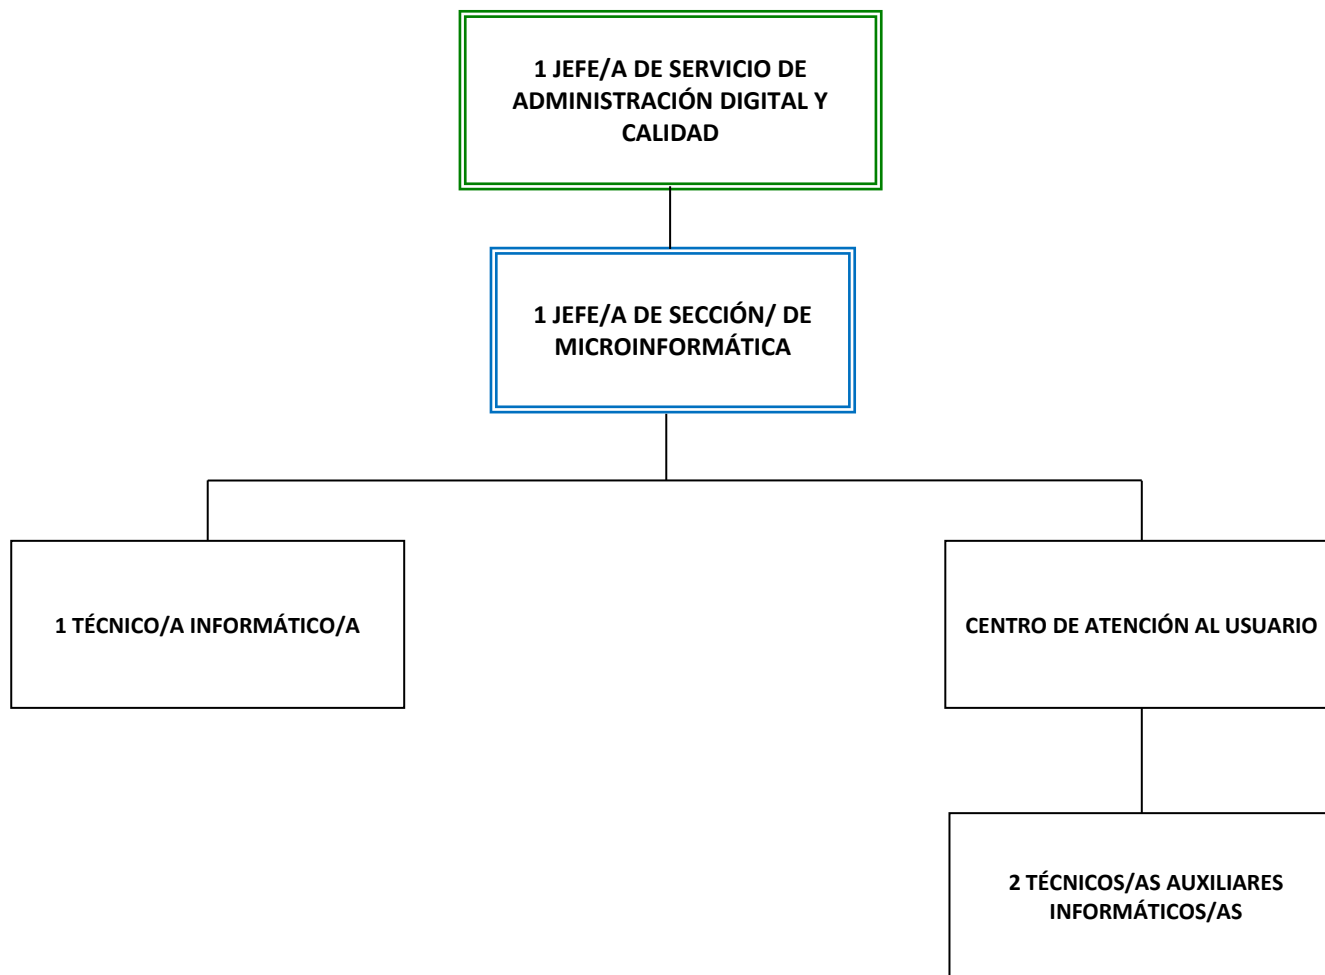 1 JEFE/A DE SERVICIO DE
ADMINISTRACIÓN DIGITAL Y
CALIDAD
1 JEFE/A DE SECCIÓN/ DE
MICROINFORMÁTICA
1 TÉCNICO/A INFORMÁTICO/A
CENTRO DE ATENCIÓN AL USUARIO
2 TÉCNICOS/AS AUXILIARES
INFORMÁTICOS/AS